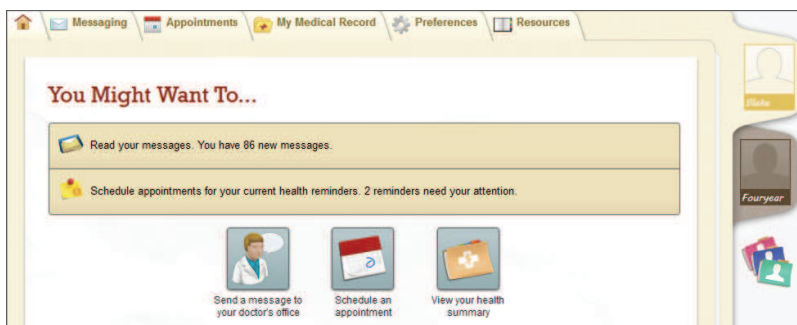 Messaging Appointments My Medical Record Preferences Resources
You Might Want To...
Read your messages. You have 86 new messages.
Schedule appointments for your current health reminders. 2 reminders need your attention.
Send a message to
your doctor's office
Schedule an
appointment
View your health
summary
Fouryear